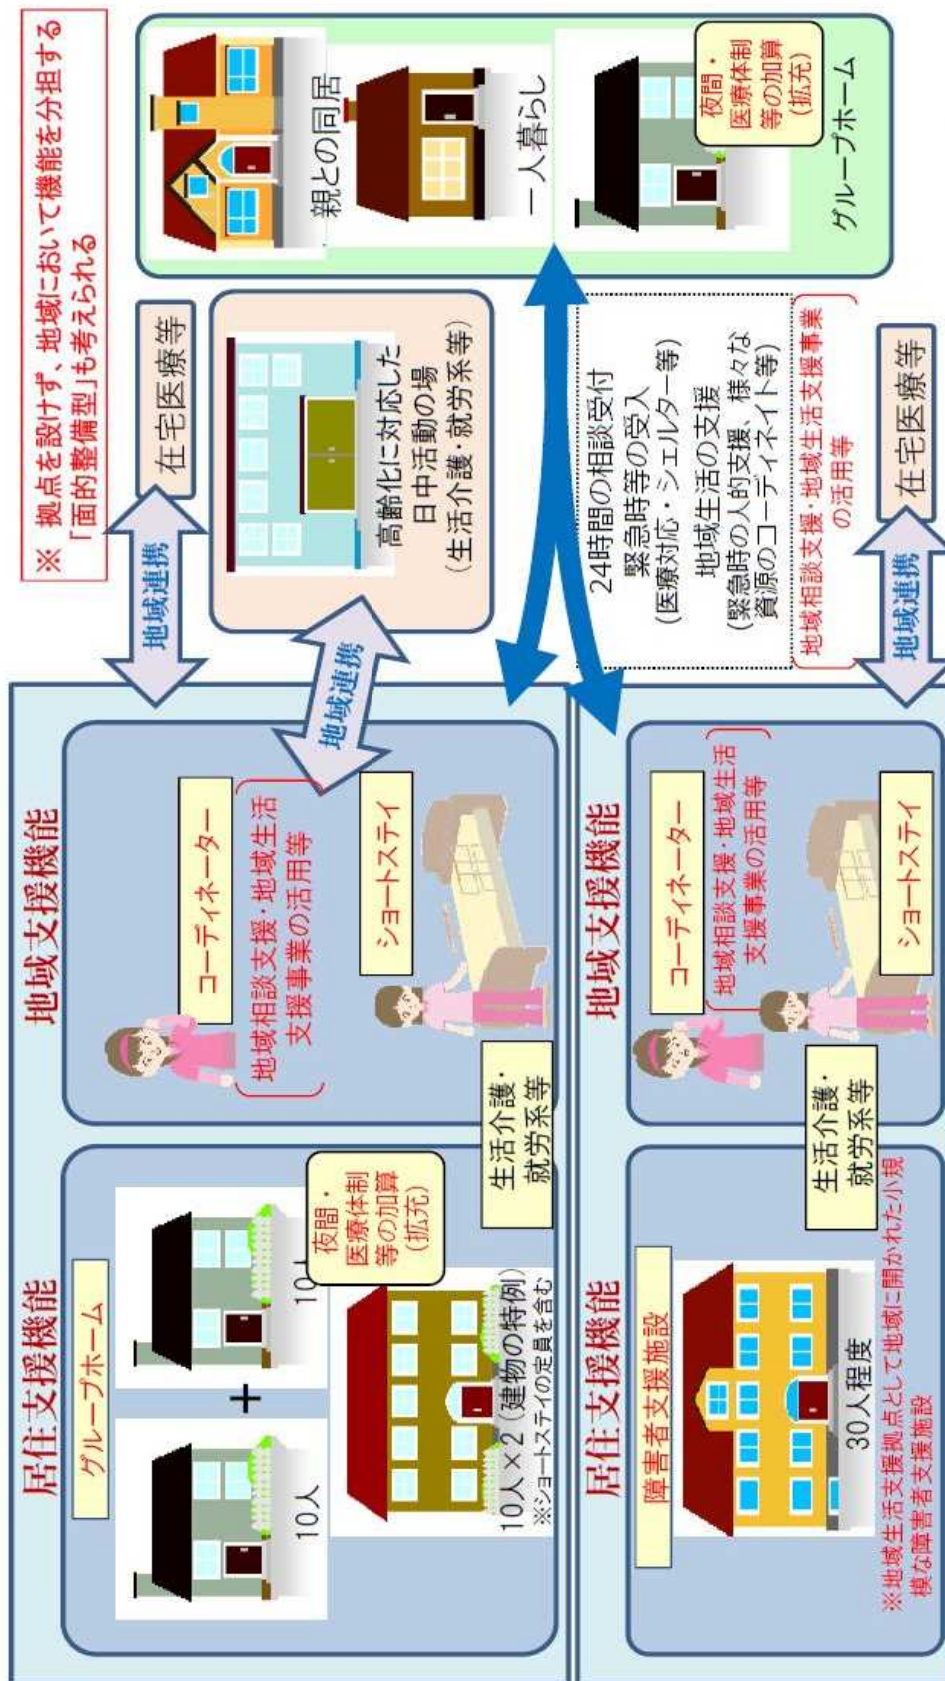 ※ 拠点を設けず、地域において機能を分担する
「面的整備型」も考えられる
居住支援機能
グループホーム
10人
+
10人
夜間・
医療体制
等の加算
(拡充)
10人×2(建物の特例)
※ショートステイの定員を含む
地域支援機能
コーディネーター
地域相談支援・地域生活
支援事業の活用等
ショートステイ
生活介護・
就労系等
地域連携
在宅医療等
地域連携
高齢化に対応した
日中活動の場
(生活介護・就労系等)
親との同居
一人暮らし
夜間・
医療体制
等の加算
(拡充)
グループホーム
24時間の相談受付
緊急時等の受入
(医療対応・シェルター等)
地域生活の支援
(緊急時の人的支援、様々な
資源のコーディネイト等)
地域相談支援・地域生活支援事業
の活用等
居住支援機能
障害者支援施設
30人程度
※地域生活支援拠点として地域に開かれた小規
模な障害者支援施設
地域支援機能
コーディネーター
地域相談支援・地域生活
支援事業の活用等
ショートステイ
生活介護・
就労系等
地域連携
在宅医療等